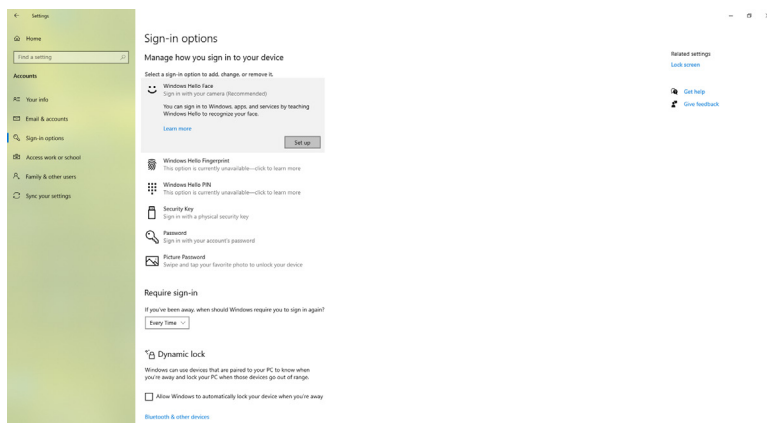 Settings
Home
Find a setting
Accounts
Your info
Email & accounts
Sign-in options
Access work or school
Family & other users
Sync your settings
Sign-in options
Manage how you sign in to your device
Select a sign-in option to add, change, or remove it.
Windows Hello Face
Sign in with your camera (Recommended)
You can sign in to Windows, apps, and services by teaching
Windows Hello to recognize your face.
Learn more
Set up
Windows Hello Fingerprint
This option is currently unavailable—click to learn more
Windows Hello PIN
This option is currently unavailable—click to learn more
Security Key
Sign in with a physical security key
Password
Sign in with your account's password
Picture Password
Swipe and tap your favorite photo to unlock your device
Require sign-in
If you've been away, when should Windows require you to sign in again?
Every Time
Dynamic lock
Windows can use devices that are paired to your PC to know when
you're away and lock your PC when those devices go out of range.
Allow Windows to automatically lock your device when you're away
Bluetooth & other devices
Related settings
Lock screen
Get help
Give feedback